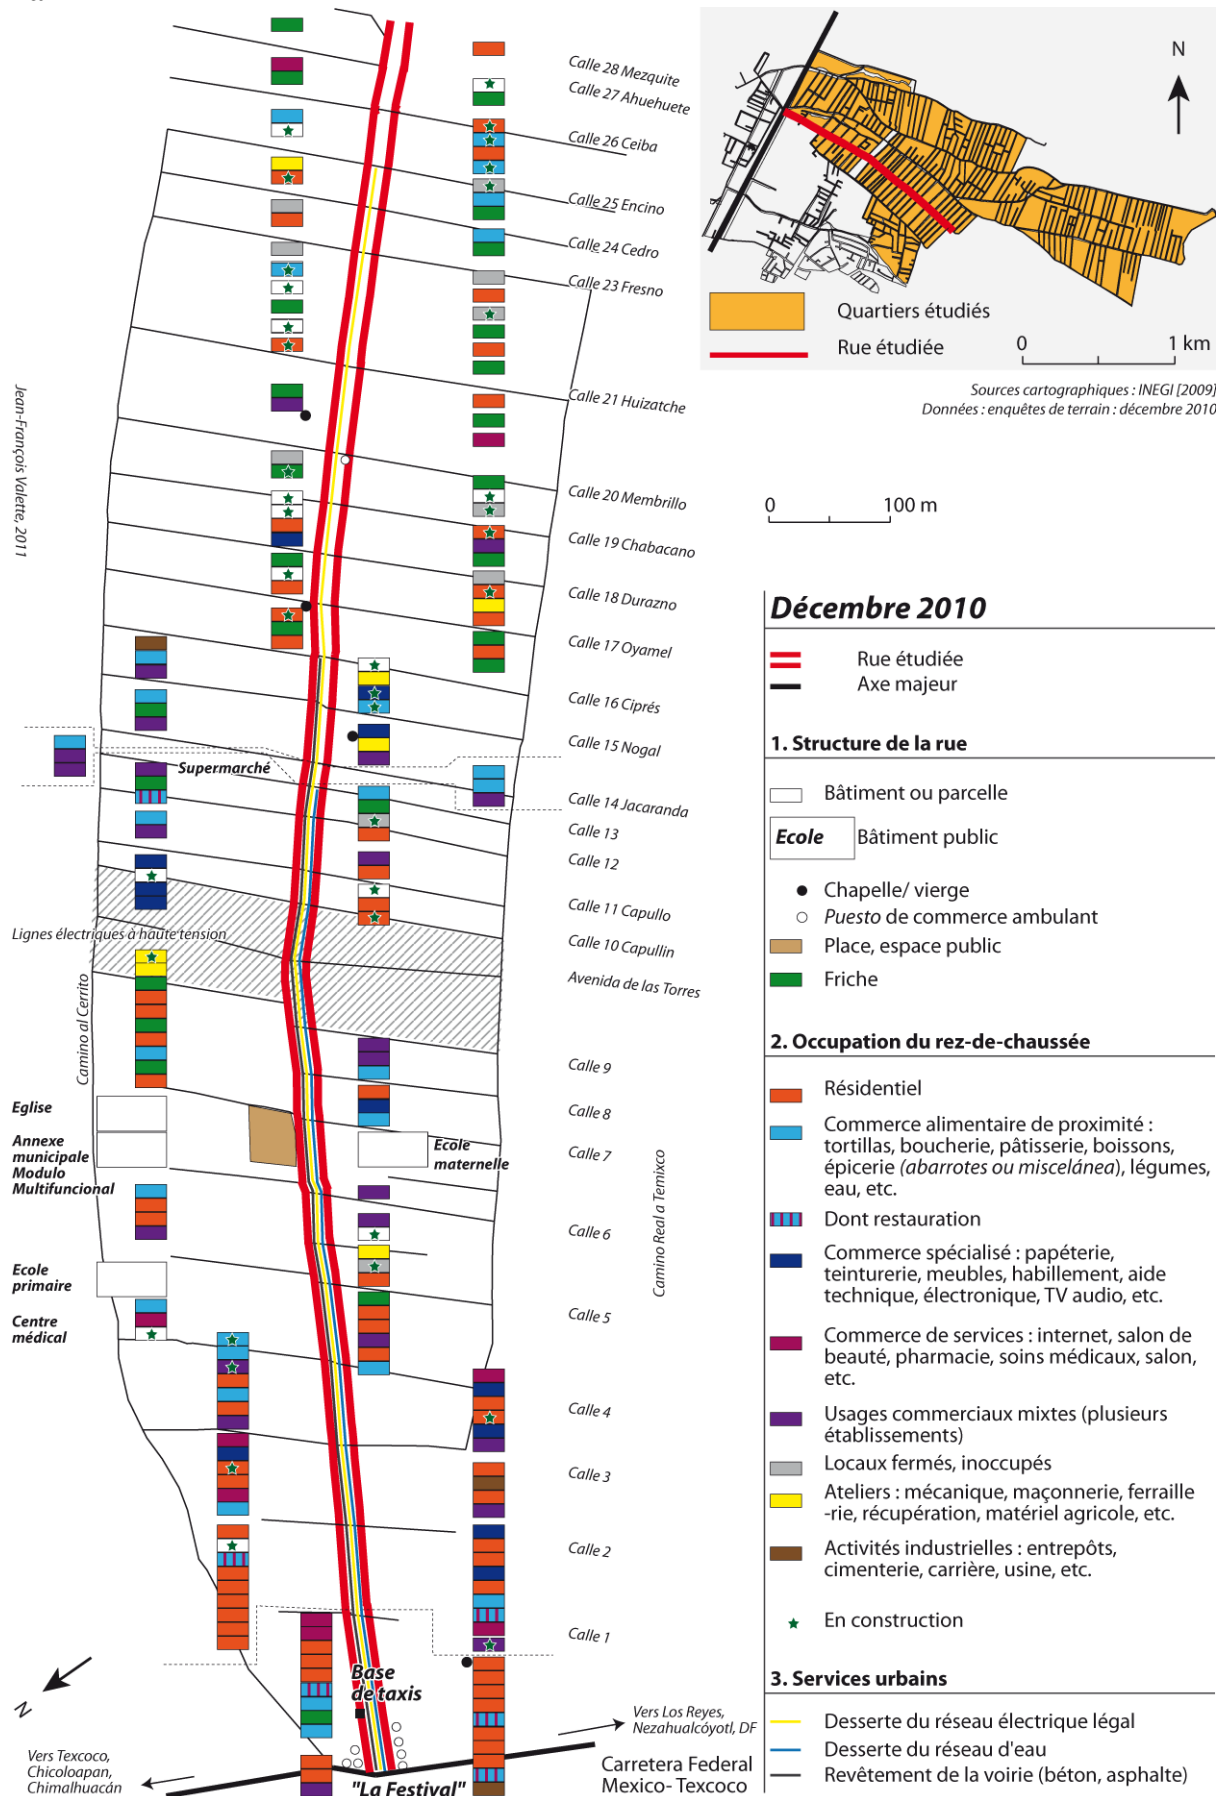 Calle 28 Mezquite
Calle 27 Ahuehuete
Calle 26 Ceiba
Calle 25 Encino
Calle 24 Cedro
Calle 23 Fresno
Calle 21 Huizatche
Calle 20 Membrillo
Calle 19 Chabacano
Calle 18 Durazno
Calle 17 Oyamel
Calle 16 Ciprés
Calle 15 Nogal
Calle 14 Jacaranda
Calle 13
Calle 12
Calle 11 Capullo
Calle 10 Capullin
Avenida de las Torres
Calle 9
Calle 8
Calle 7
Calle 6
Calle 5
Calle 4
Calle 3
Calle 2
Calle 1
Jean-François Valette, 2011
Supermarché
Lignes électriques à haute tension
Camino al Cerrito
Eglise
Annexe
municipale
Modulo
Multifuncional
Ecole
maternelle
Camino Real a Temixco
Ecole
primaire
Centre
médical
Base
de taxis
N
Vers Texcoco,
Chicoloapan,
Chimalhuacán
"La Festival"
Vers Los Reyes,
Nezahualcóyotl, DF
Carretera Federal
Mexico- Texcoco
N
Quartiers étudiés
Rue étudiée
0 1 km
Sources cartographiques : INEGI [2009]
Données : enquêtes de terrain : décembre 2010
0 100 m
Décembre 2010
Rue étudiée
Axe majeur
1. Structure de la rue
Bâtiment ou parcelle
Ecole Bâtiment public
Chapelle/ vierge
Puesto de commerce ambulant
Place, espace public
Friche
2. Occupation du rez-de-chaussée
Résidentiel
Commerce alimentaire de proximité :
tortillas, boucherie, pâtisserie, boissons,
épicerie (abarrotes ou miscelánea), légumes,
eau, etc.
Dont restauration
Commerce spécialisé : papéterie,
teinturerie, meubles, habillement, aide
technique, électronique, TV audio, etc.
Commerce de services : internet, salon de
beauté, pharmacie, soins médicaux, salon,
etc.
Usages commerciaux mixtes (plusieurs
établissements)
Locaux fermés, inoccupés
Ateliers : mécanique, maçonnerie, ferraille
-rie, récupération, matériel agricole, etc.
Activités industrielles : entrepôts,
cimenterie, carrière, usine, etc.
En construction
3. Services urbains
Desserte du réseau électrique légal
Desserte du réseau d'eau
Revêtement de la voirie (béton, asphalte)